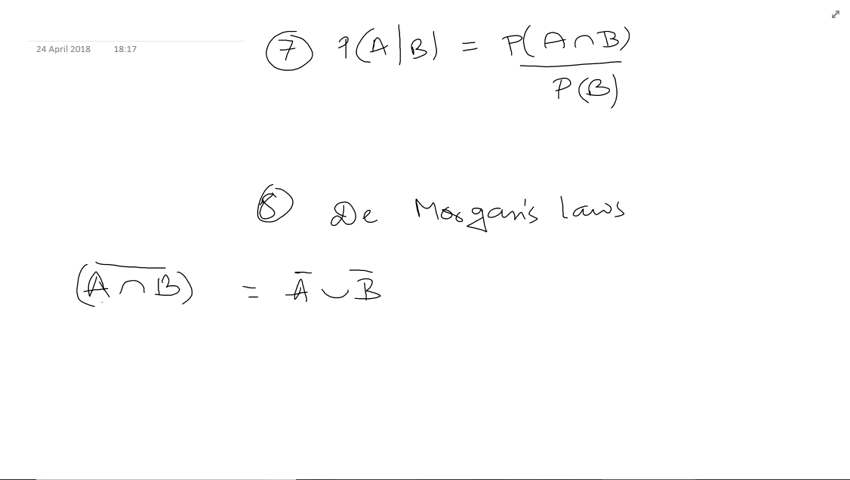 24 April 2018 18:17
⑦ P(A|B) = P(A∩B)
P(B)
⑧ De Morgan's laws
(A̅ ̅∩̅ ̅B̅) = A̅ ∪ B̅